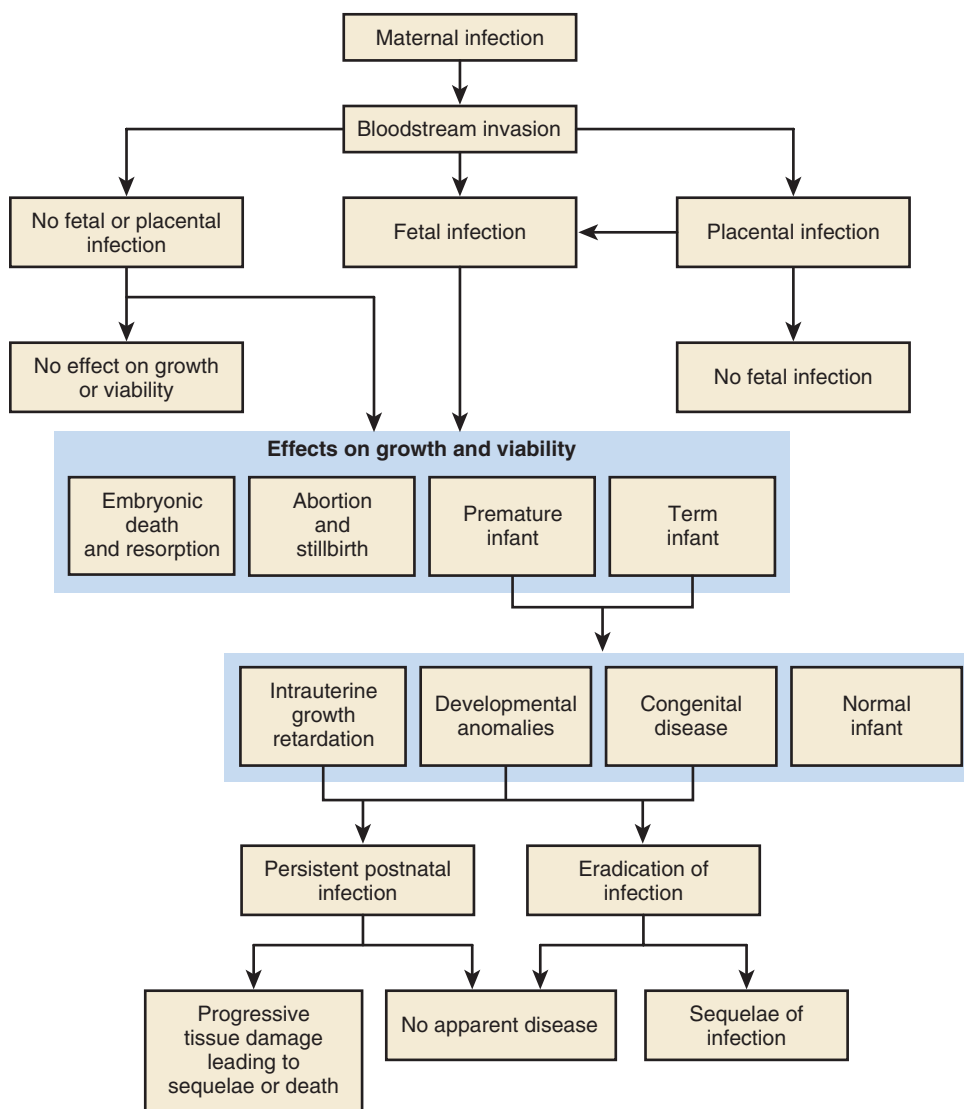 Maternal infection
Bloodstream invasion
No fetal or placental
infection
Fetal infection
Placental infection
No effect on growth
or viability
No fetal infection
Effects on growth and viability
Embryonic
death
and resorption
Abortion
and
stillbirth
Premature
infant
Term
infant
Intrauterine
growth
retardation
Developmental
anomalies
Congenital
disease
Normal
infant
Persistent postnatal
infection
Eradication of
infection
Progressive
tissue damage
leading to
sequelae or death
No apparent disease
Sequelae of
infection